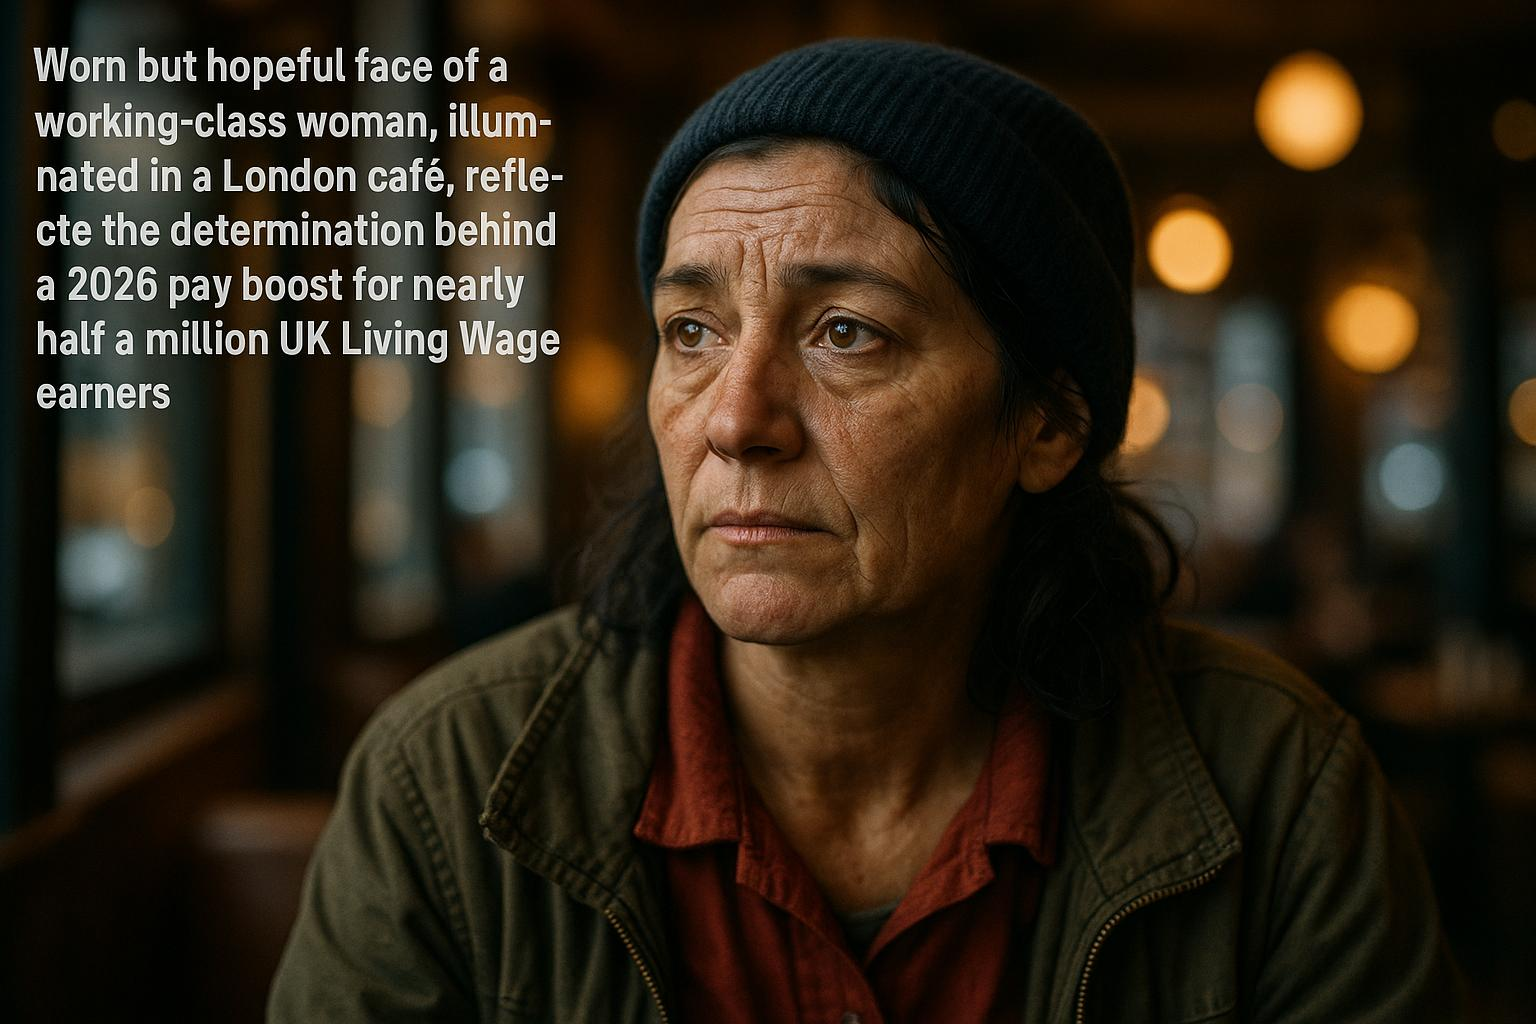 Worn but hopeful face of a
working-class woman, illum-
nated in a London café, refle-
cte the determination behind
a 2026 pay boost for nearly
half a million UK Living Wage
earners